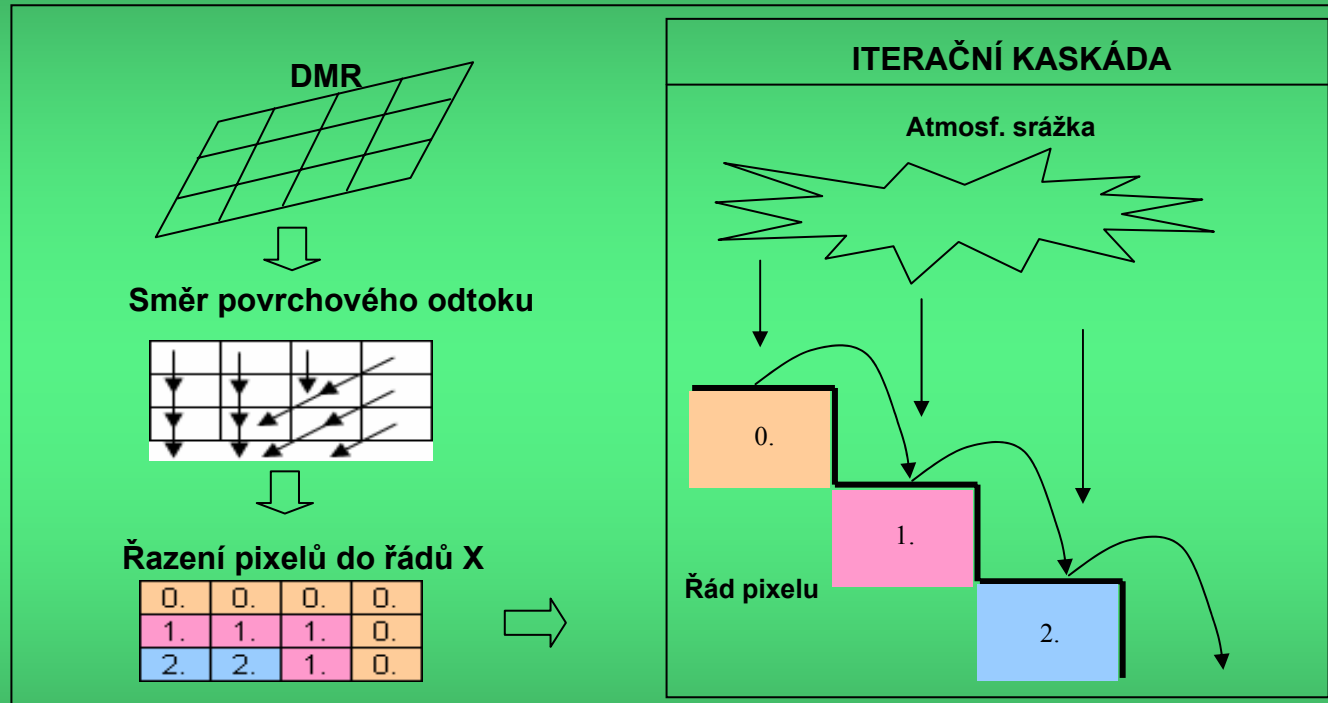 DMR
Směr povrchového odtoku
Řazení pixelů do řádů X
0. 0. 0. 0.
1. 1. 1. 0.
2. 2. 1. 0.
ITERAČNÍ KASKÁDA
Atmosf. srážka
0.
1.
Řád pixelu
2.